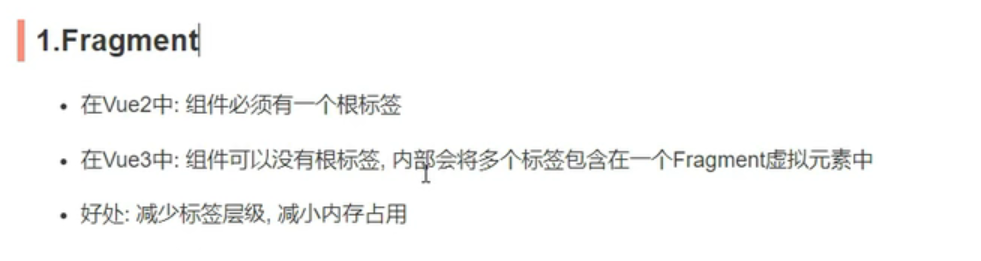 1.Fragment
在Vue2中: 组件必须有一个根标签
在Vue3中: 组件可以没有根标签, 内部会将多个标签包含在一个Fragment虚拟元素中
好处: 减少标签层级, 减小内存占用